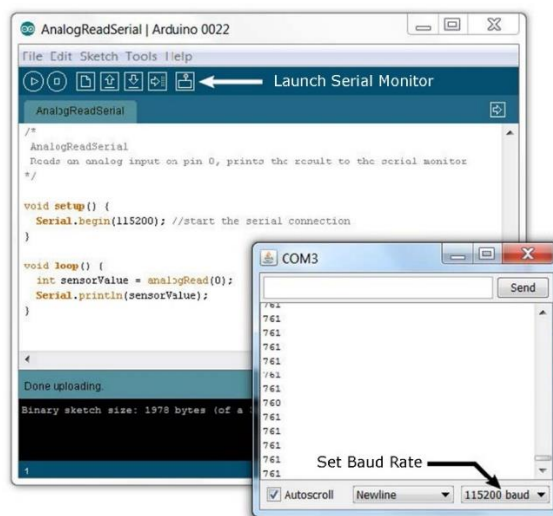 AnalogReadSerial | Arduino 0022
File Edit Sketch Tools Help
Launch Serial Monitor
AnalogReadSerial
/*
AnalogReadSerial
Reads an analog input on pin 0, prints the result to the serial monitor
*/
void setup() {
Serial.begin(115200); //start the serial connection
}
void loop() {
int sensorValue = analogRead(0);
Serial.println(sensorValue);
}
Done uploading.
Binary sketch size: 1978 bytes (of a
1
COM3
Send
761
761
761
761
761
761
761
760
761
761
761
761
761
Set Baud Rate
Autoscroll
Newline
115200 baud